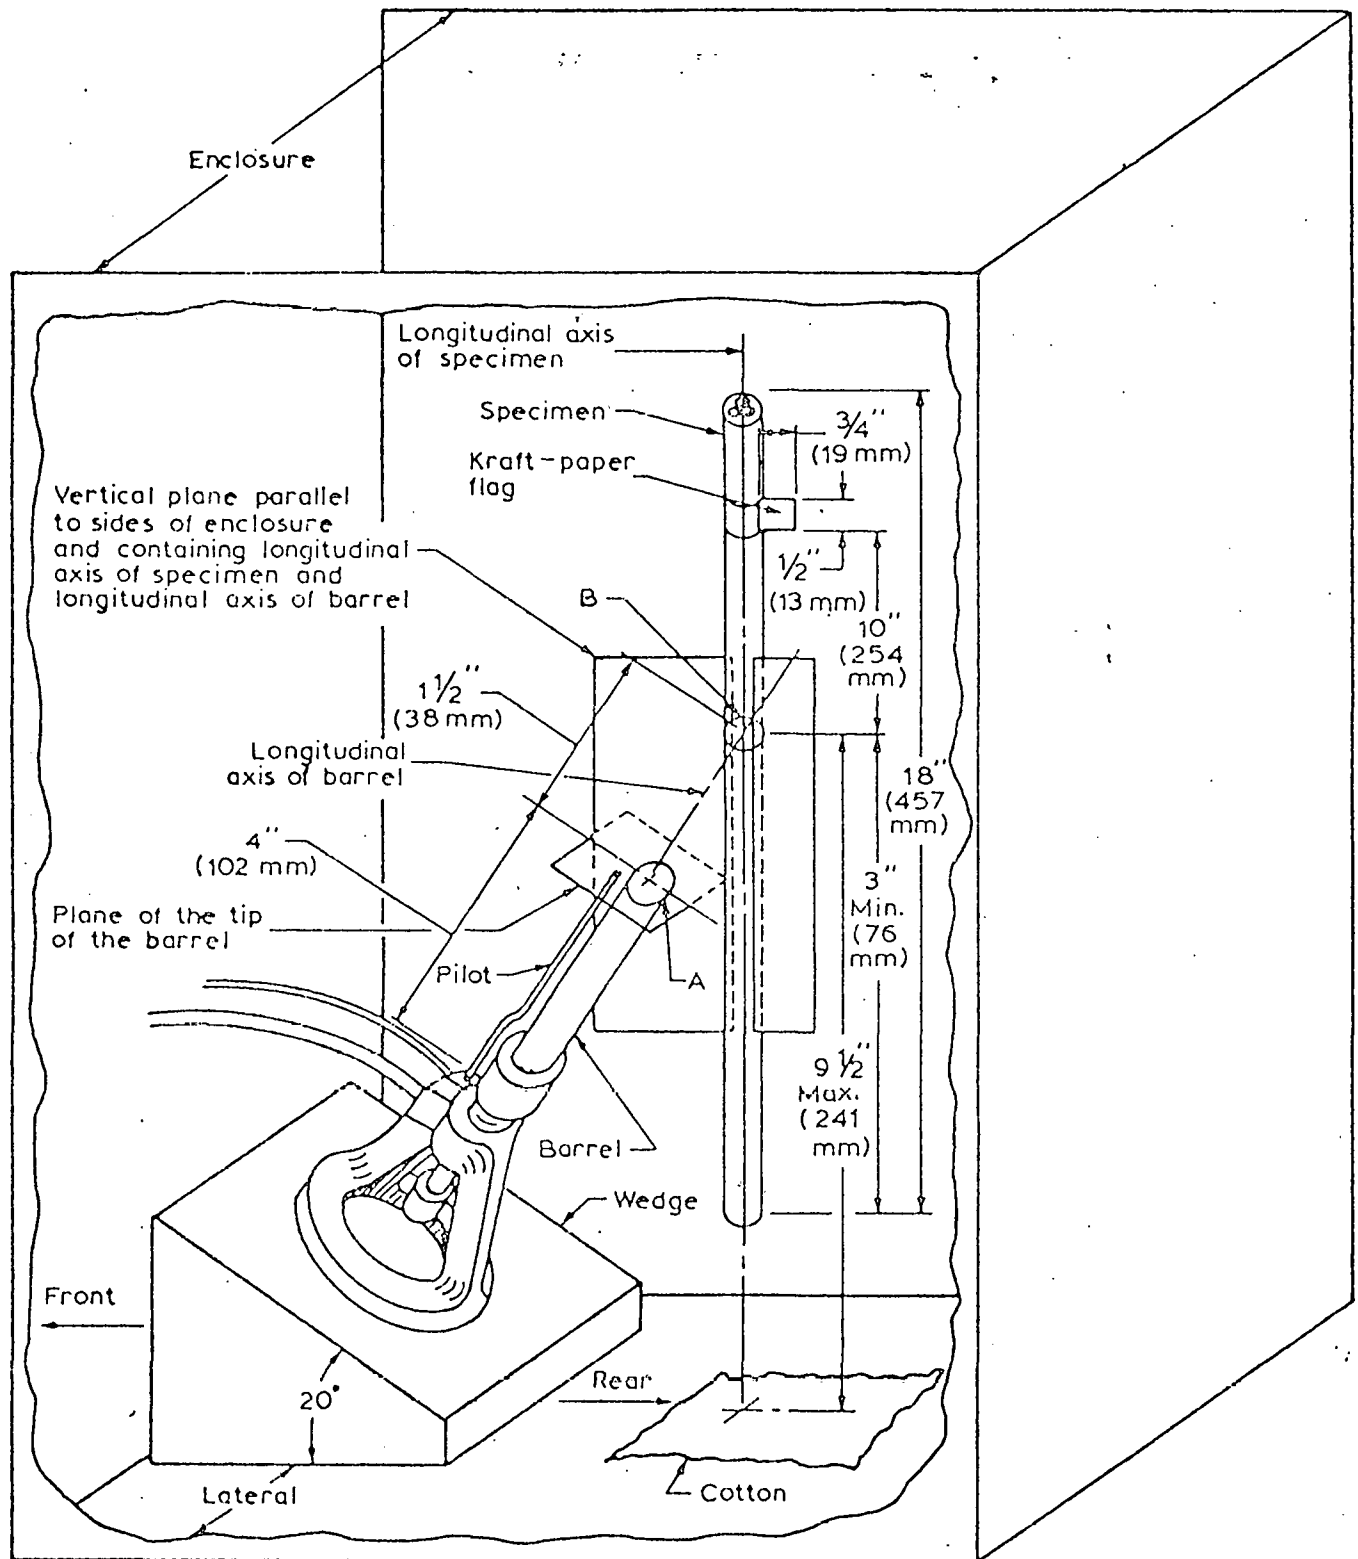 Enclosure
Longitudinal axis
of specimen
Specimen
3/4"
(19 mm)
Kraft-paper
flag
Vertical plane parallel
to sides of enclosure
and containing longitudinal
axis of specimen and
longitudinal axis of barrel
1/2"
(13 mm)
B
10"
(254
mm)
1 1/2"
(38 mm)
Longitudinal
axis of barrel
18"
(457
mm)
4"
(102 mm)
3"
Min.
(76
mm)
Plane of the tip
of the barrel
Pilot
A
9 1/2"
Max.
(241
mm)
Barrel
Wedge
Front
Rear
20°
Lateral
Cotton